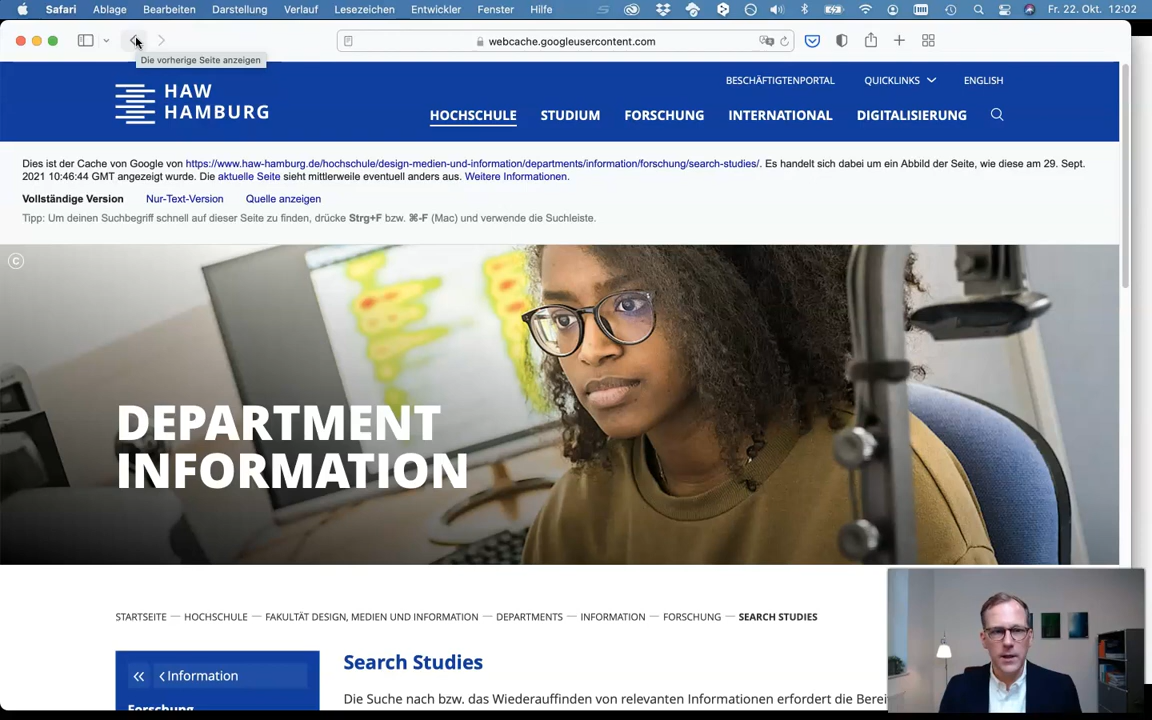 Safari Ablage Bearbeiten Darstellung Verlauf Lesezeichen Entwickler Fenster Hilfe Fr. 22. Okt. 12:02
webcache.googleusercontent.com
Die vorherige Seite anzeigen
BESCHÄFTIGTENPORTAL QUICKLINKS ENGLISH
HAW
HAMBURG
HOCHSCHULE STUDIUM FORSCHUNG INTERNATIONAL DIGITALISIERUNG
Dies ist der Cache von Google von https://www.haw-hamburg.de/hochschule/design-medien-und-information/departments/information/forschung/search-studies/. Es handelt sich dabei um ein Abbild der Seite, wie diese am 29. Sept.
2021 10:46:44 GMT angezeigt wurde. Die aktuelle Seite sieht mittlerweile eventuell anders aus. Weitere Informationen.
Vollständige Version Nur-Text-Version Quelle anzeigen
Tipp: Um deinen Suchbegriff schnell auf dieser Seite zu finden, drücke Strg+F bzw. ⌘-F (Mac) und verwende die Suchleiste.
©
DEPARTMENT
INFORMATION
STARTSEITE — HOCHSCHULE — FAKULTÄT DESIGN, MEDIEN UND INFORMATION — DEPARTMENTS — INFORMATION — FORSCHUNG — SEARCH STUDIES
« ‹ Information
Forschung
Search Studies
Die Suche nach bzw. das Wiederauffinden von relevanten Informationen erfordert die Berei